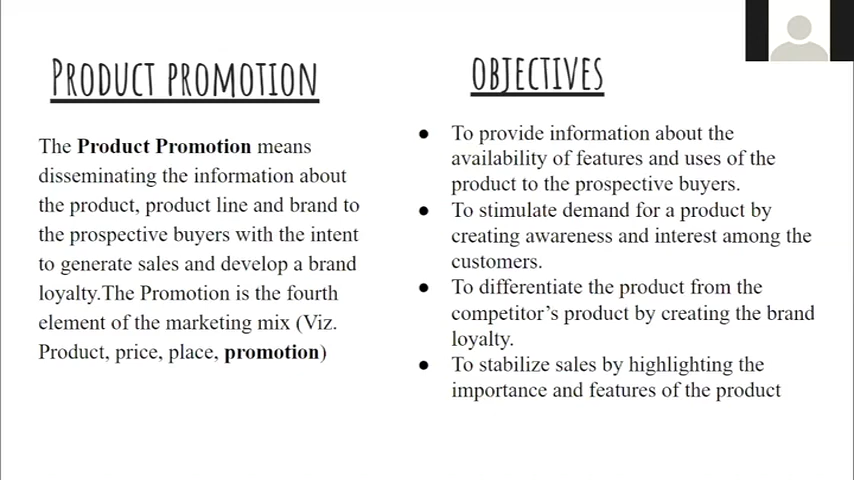 PRODUCT PROMOTION
The Product Promotion means
disseminating the information about
the product, product line and brand to
the prospective buyers with the intent
to generate sales and develop a brand
loyalty.The Promotion is the fourth
element of the marketing mix (Viz.
Product, price, place, promotion)
OBJECTIVES
● To provide information about the
availability of features and uses of the
product to the prospective buyers.
● To stimulate demand for a product by
creating awareness and interest among the
customers.
● To differentiate the product from the
competitor’s product by creating the brand
loyalty.
● To stabilize sales by highlighting the
importance and features of the product